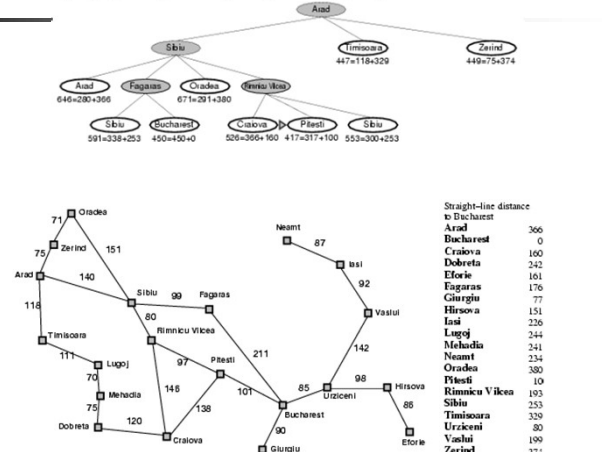 Arad
Sibiu
Timisoara
447=118+329
Zerind
449=75+374
Arad
646=280+366
Fagaras
Oradea
671=291+380
Rimnicu Vilcea
Sibiu
591=338+253
Bucharest
450=450+0
Craiova
526=366+160
Pitesti
417=317+100
Sibiu
553=300+253
Oradea
71
Zerind
75
151
Arad
140
Sibiu
99
Fagaras
118
80
Rimnicu Vilcea
Timisoara
111
Lugoj
70
Mehadia
75
Dobreta
120
Craiova
146
97
Pitesti
138
101
211
Bucharest
90
Giurgiu
85
Urziceni
98
Hirsova
86
Eforie
142
Vaslui
92
Iasi
87
Neamt
Straight-line distance
to Bucharest
Arad 366
Bucharest 0
Craiova 160
Dobreta 242
Eforie 161
Fagaras 176
Giurgiu 77
Hirsova 151
Iasi 226
Lugoj 244
Mehadia 241
Neamt 234
Oradea 380
Pitesti 10
Rimnicu Vilcea 193
Sibiu 253
Timisoara 329
Urziceni 80
Vaslui 199
Zerind 374